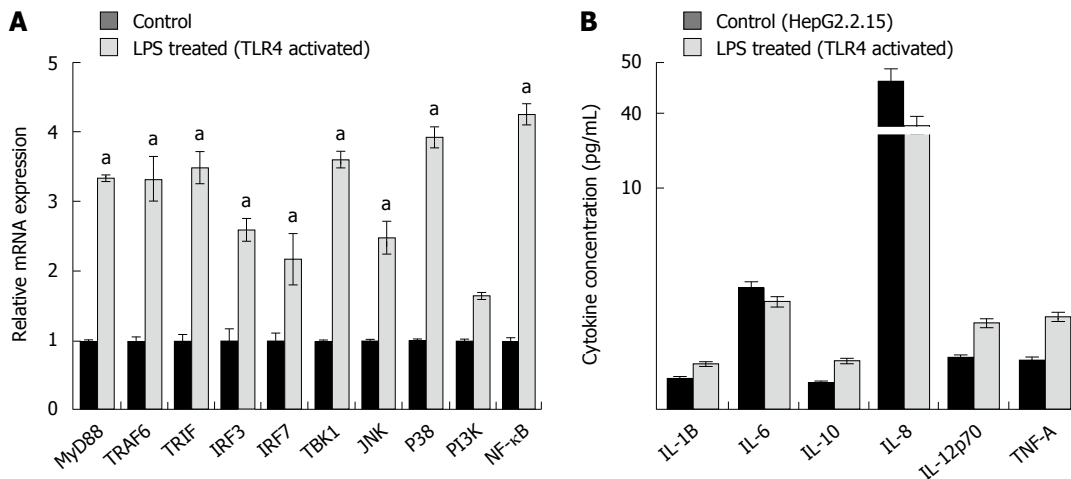 A
Control
LPS treated (TLR4 activated)
Relative mRNA expression
5
4
3
2
1
0
a
a
a
a
a
a
a
a
a
MyD88
TRAF6
TRIF
IRF3
IRF7
TBK1
JNK
P38
PI3K
NF-κB
B
Control (HepG2.2.15)
LPS treated (TLR4 activated)
Cytokine concentration (pg/mL)
50
40
10
IL-1B
IL-6
IL-10
IL-8
IL-12p70
TNF-A